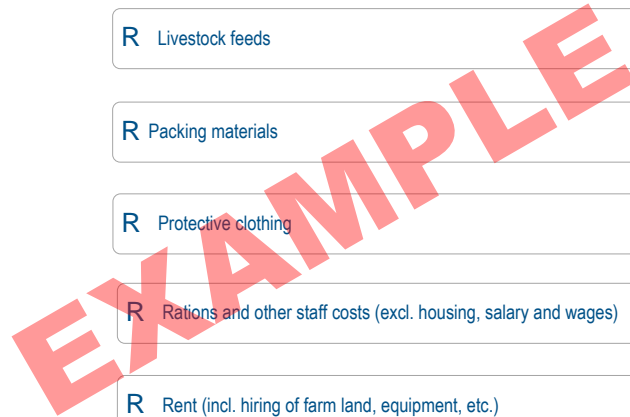 R Livestock feeds
R Packing materials
R Protective clothing
R Rations and other staff costs (excl. housing, salary and wages)
R Rent (incl. hiring of farm land, equipment, etc.)
EXAMPLE